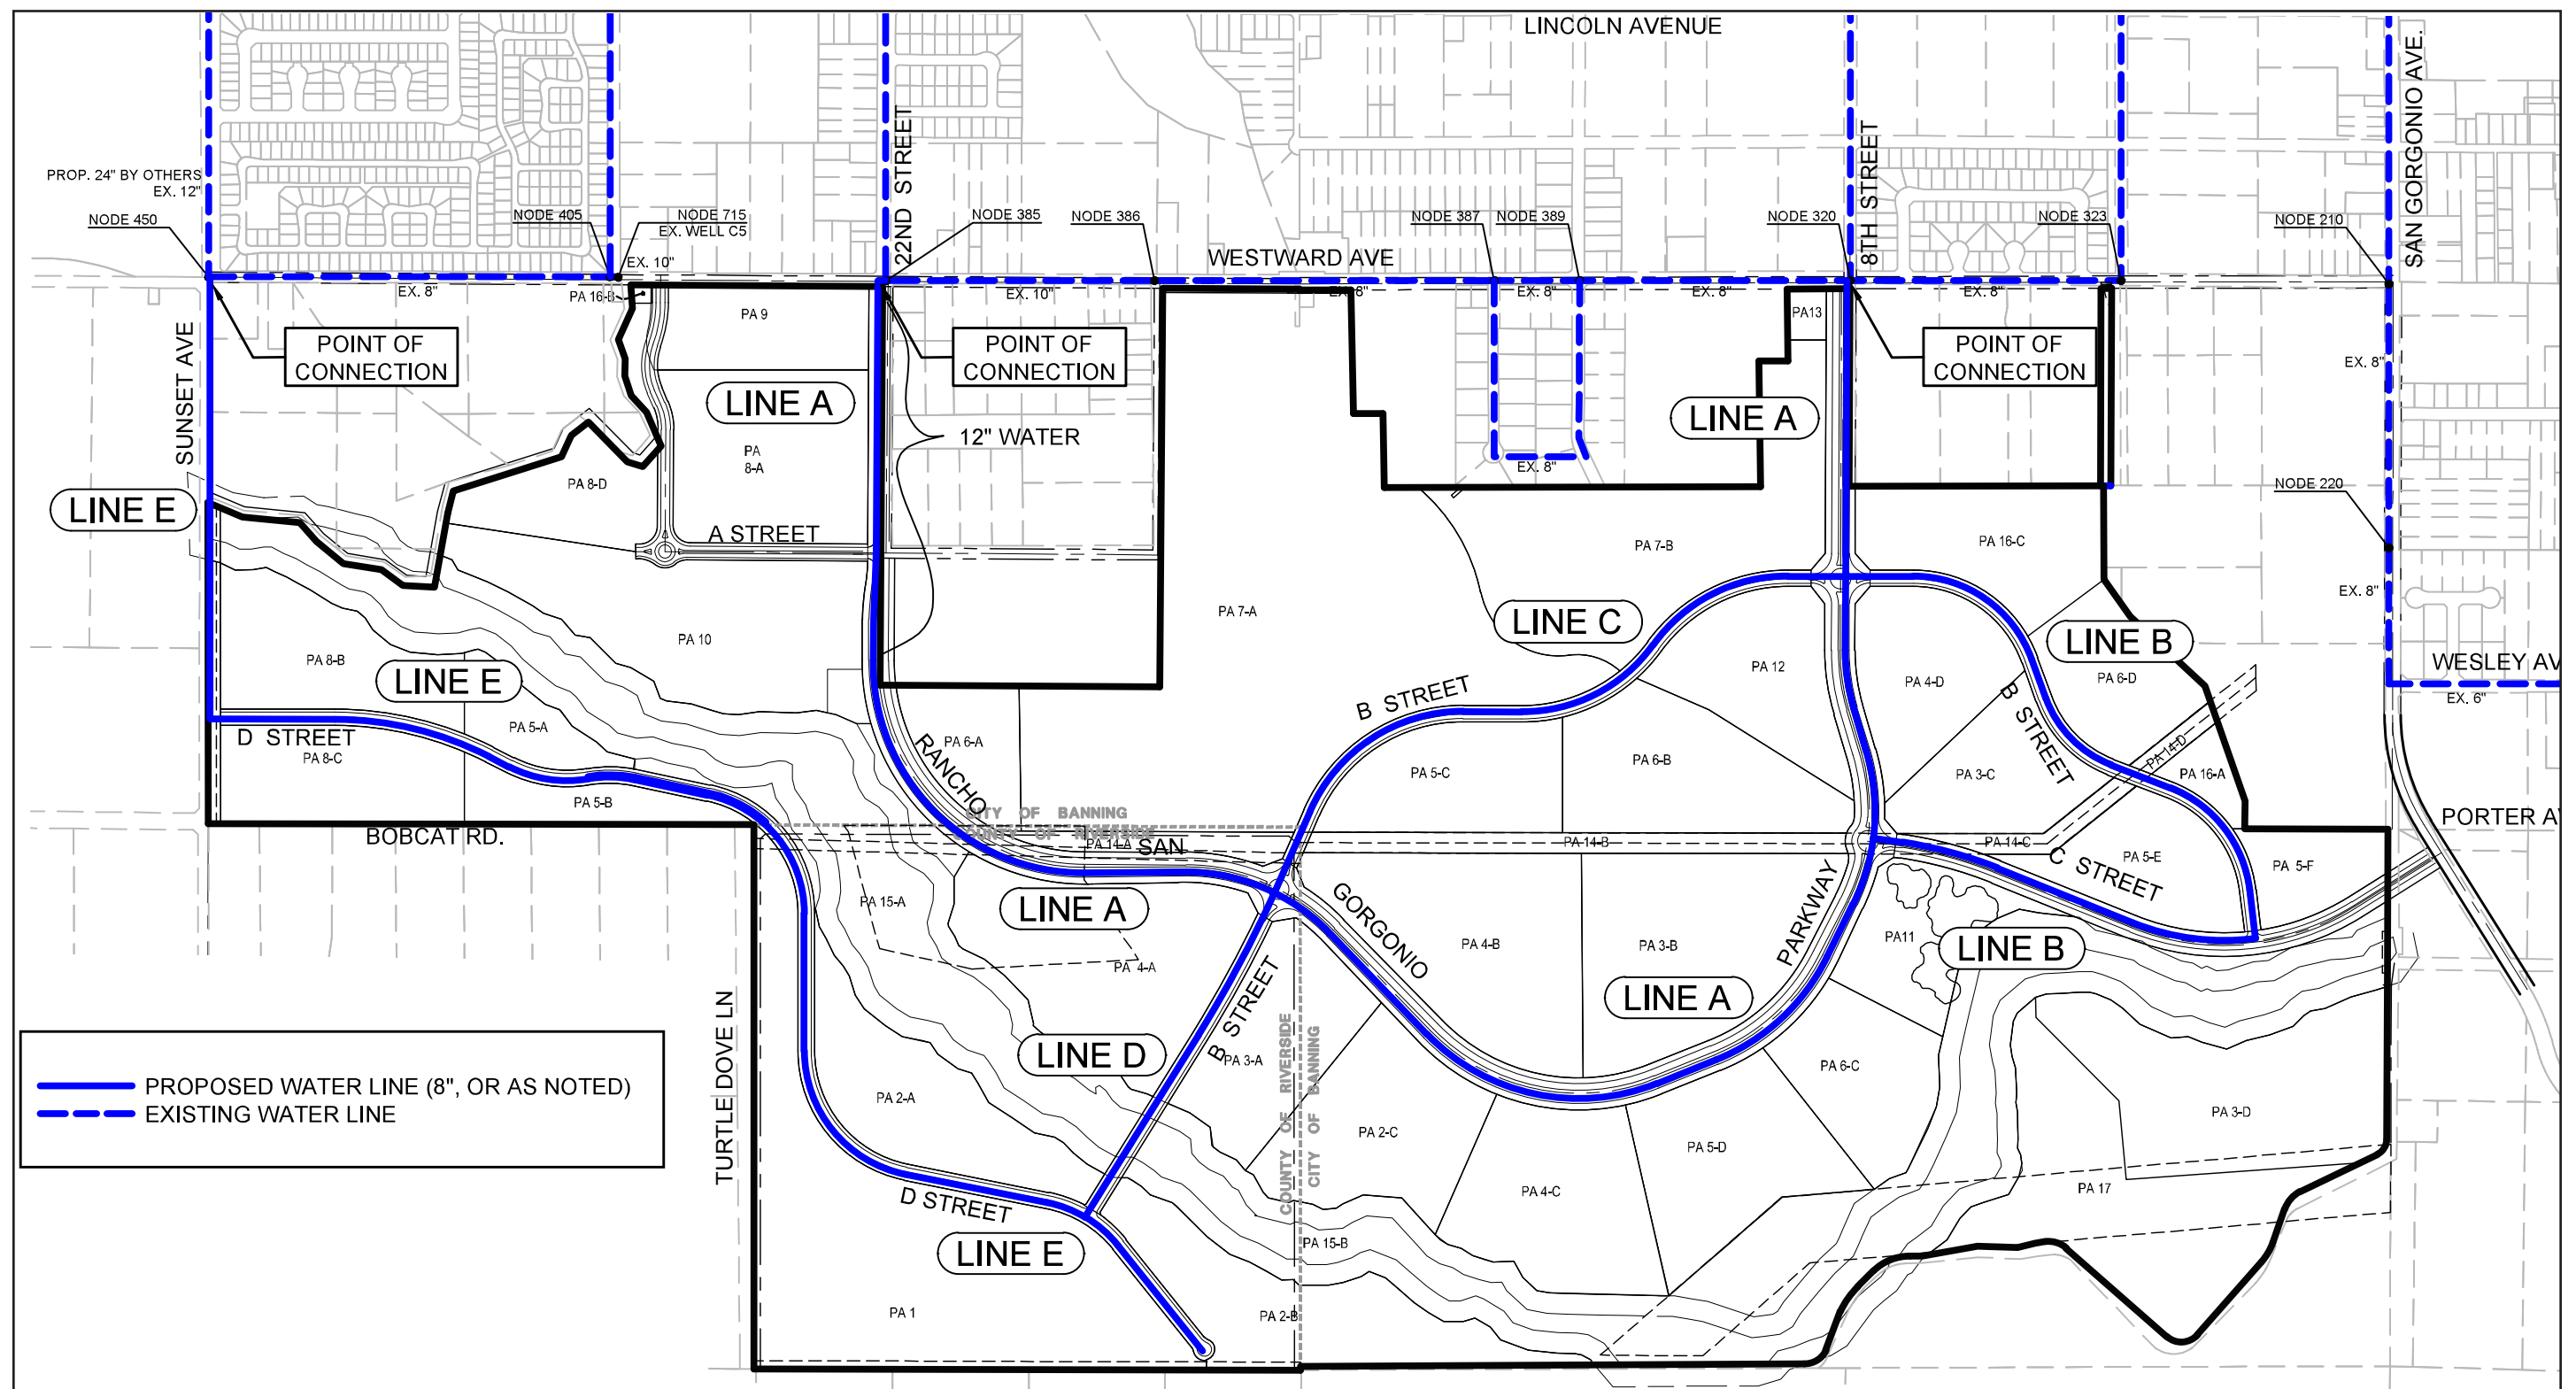 LINCOLN AVENUE
SAN GORGONIO AVE.
22ND STREET
8TH STREET
PROP. 24" BY OTHERS
EX. 12"
NODE 450
NODE 405
NODE 715
EX. WELL C5
NODE 385
NODE 386
NODE 387
NODE 389
NODE 320
NODE 323
NODE 210
WESTWARD AVE
EX. 10"
EX. 8"
EX. 10"
EX. 8"
EX. 8"
EX. 8"
EX. 8"
PA 16-B
PA 9
PA13
SUNSET AVE
POINT OF
CONNECTION
POINT OF
CONNECTION
POINT OF
CONNECTION
EX. 8"
LINE A
LINE A
12" WATER
PA
8-A
EX. 8"
PA 8-D
NODE 220
LINE E
A STREET
PA 7-B
PA 16-C
EX. 8"
PA 7-A
LINE C
PA 10
LINE B
PA 8-B
LINE E
PA 12
PA 4-D
PA 6-D
WESLEY AV
EX. 6"
B STREET
B STREET
PA 5-A
D STREET
PA 8-C
PA 6-A
RANCHO
PA 5-C
PA 6-B
PA 3-C
PA 14-D
PA 16-A
PA 5-B
BOBCAT RD.
CITY OF BANNING
COUNTY OF RIVERSIDE
PORTER A
PA 14-A
SAN
PA 14-B
PA 14-C
C STREET
PA 5-E
PA 5-F
PA 15-A
LINE A
GORGONIO
PARKWAY
PA 4-B
PA 3-B
PA11
LINE B
PA 4-A
B STREET
LINE A
TURTLE DOVE LN
LINE D
PA 3-A
COUNTY OF RIVERSIDE
CITY OF BANNING
PROPOSED WATER LINE (8", OR AS NOTED)
EXISTING WATER LINE
PA 6-C
PA 2-A
PA 2-C
PA 5-D
PA 3-D
PA 4-C
PA 17
D STREET
LINE E
PA 15-B
PA 1
PA 2-B